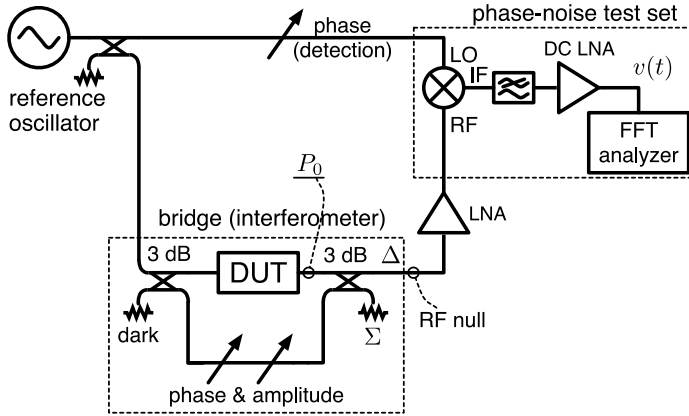 phase-noise test set
phase
(detection)
LO
IF
RF
DC LNA
v(t)
FFT
analyzer
reference
oscillator
P₀
LNA
bridge (interferometer)
3 dB
DUT
3 dB
Δ
dark
Σ
RF null
phase & amplitude